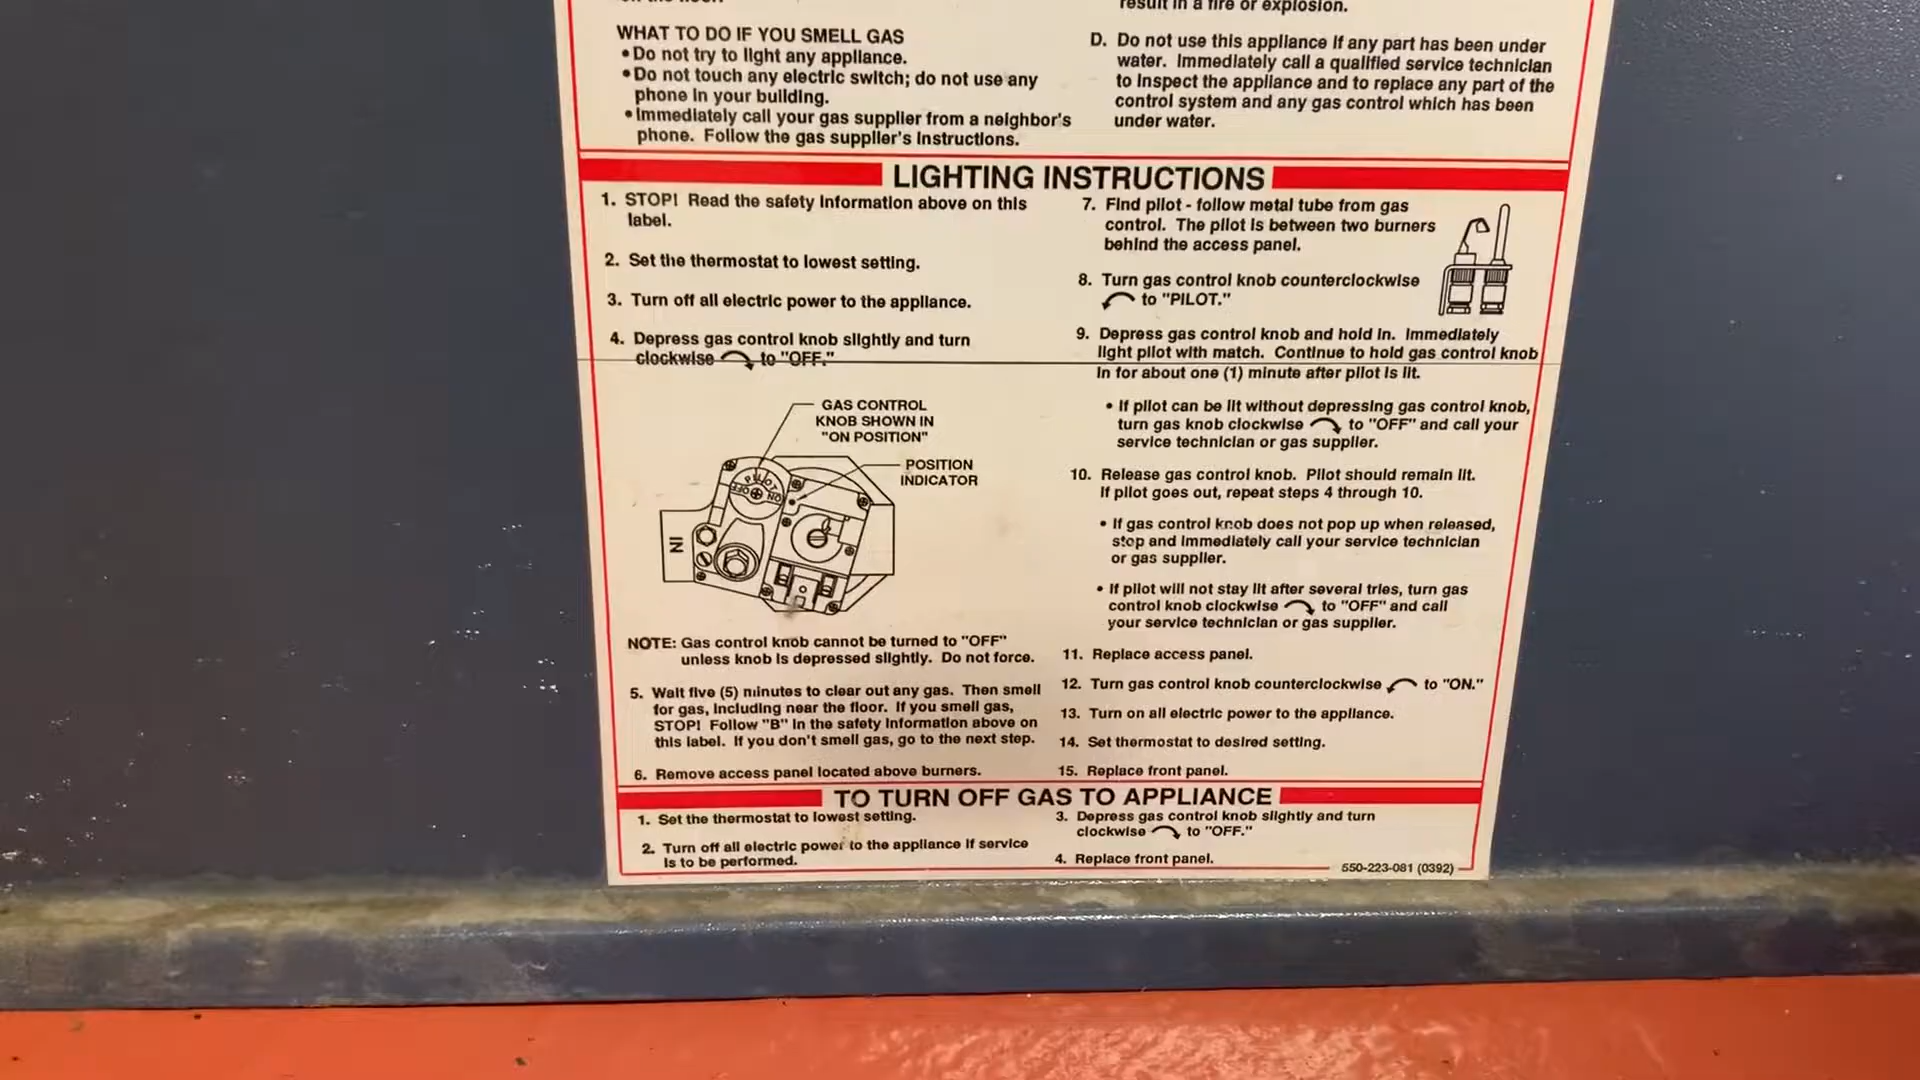 WHAT TO DO IF YOU SMELL GAS
• Do not try to light any appliance.
• Do not touch any electric switch; do not use any
phone in your building.
• Immediately call your gas supplier from a neighbor's
phone. Follow the gas supplier's instructions.
result in a fire or explosion.
D. Do not use this appliance if any part has been under
water. Immediately call a qualified service technician
to inspect the appliance and to replace any part of the
control system and any gas control which has been
under water.
LIGHTING INSTRUCTIONS
1. STOP! Read the safety information above on this
label.
2. Set the thermostat to lowest setting.
3. Turn off all electric power to the appliance.
4. Depress gas control knob slightly and turn
clockwise to "OFF."
GAS CONTROL
KNOB SHOWN IN
"ON POSITION"
POSITION
INDICATOR
PILOT
OFF
ON
IN
NOTE: Gas control knob cannot be turned to "OFF"
unless knob is depressed slightly. Do not force.
5. Wait five (5) minutes to clear out any gas. Then smell
for gas, including near the floor. If you smell gas,
STOP! Follow "B" in the safety information above on
this label. If you don't smell gas, go to the next step.
6. Remove access panel located above burners.
7. Find pilot - follow metal tube from gas
control. The pilot is between two burners
behind the access panel.
8. Turn gas control knob counterclockwise
to "PILOT."
9. Depress gas control knob and hold in. Immediately
light pilot with match. Continue to hold gas control knob
in for about one (1) minute after pilot is lit.
• If pilot can be lit without depressing gas control knob,
turn gas knob clockwise to "OFF" and call your
service technician or gas supplier.
10. Release gas control knob. Pilot should remain lit.
If pilot goes out, repeat steps 4 through 10.
• If gas control knob does not pop up when released,
stop and immediately call your service technician
or gas supplier.
• If pilot will not stay lit after several tries, turn gas
control knob clockwise to "OFF" and call
your service technician or gas supplier.
11. Replace access panel.
12. Turn gas control knob counterclockwise to "ON."
13. Turn on all electric power to the appliance.
14. Set thermostat to desired setting.
15. Replace front panel.
TO TURN OFF GAS TO APPLIANCE
1. Set the thermostat to lowest setting.
2. Turn off all electric power to the appliance if service
is to be performed.
3. Depress gas control knob slightly and turn
clockwise to "OFF."
4. Replace front panel.
550-223-081 (0392)